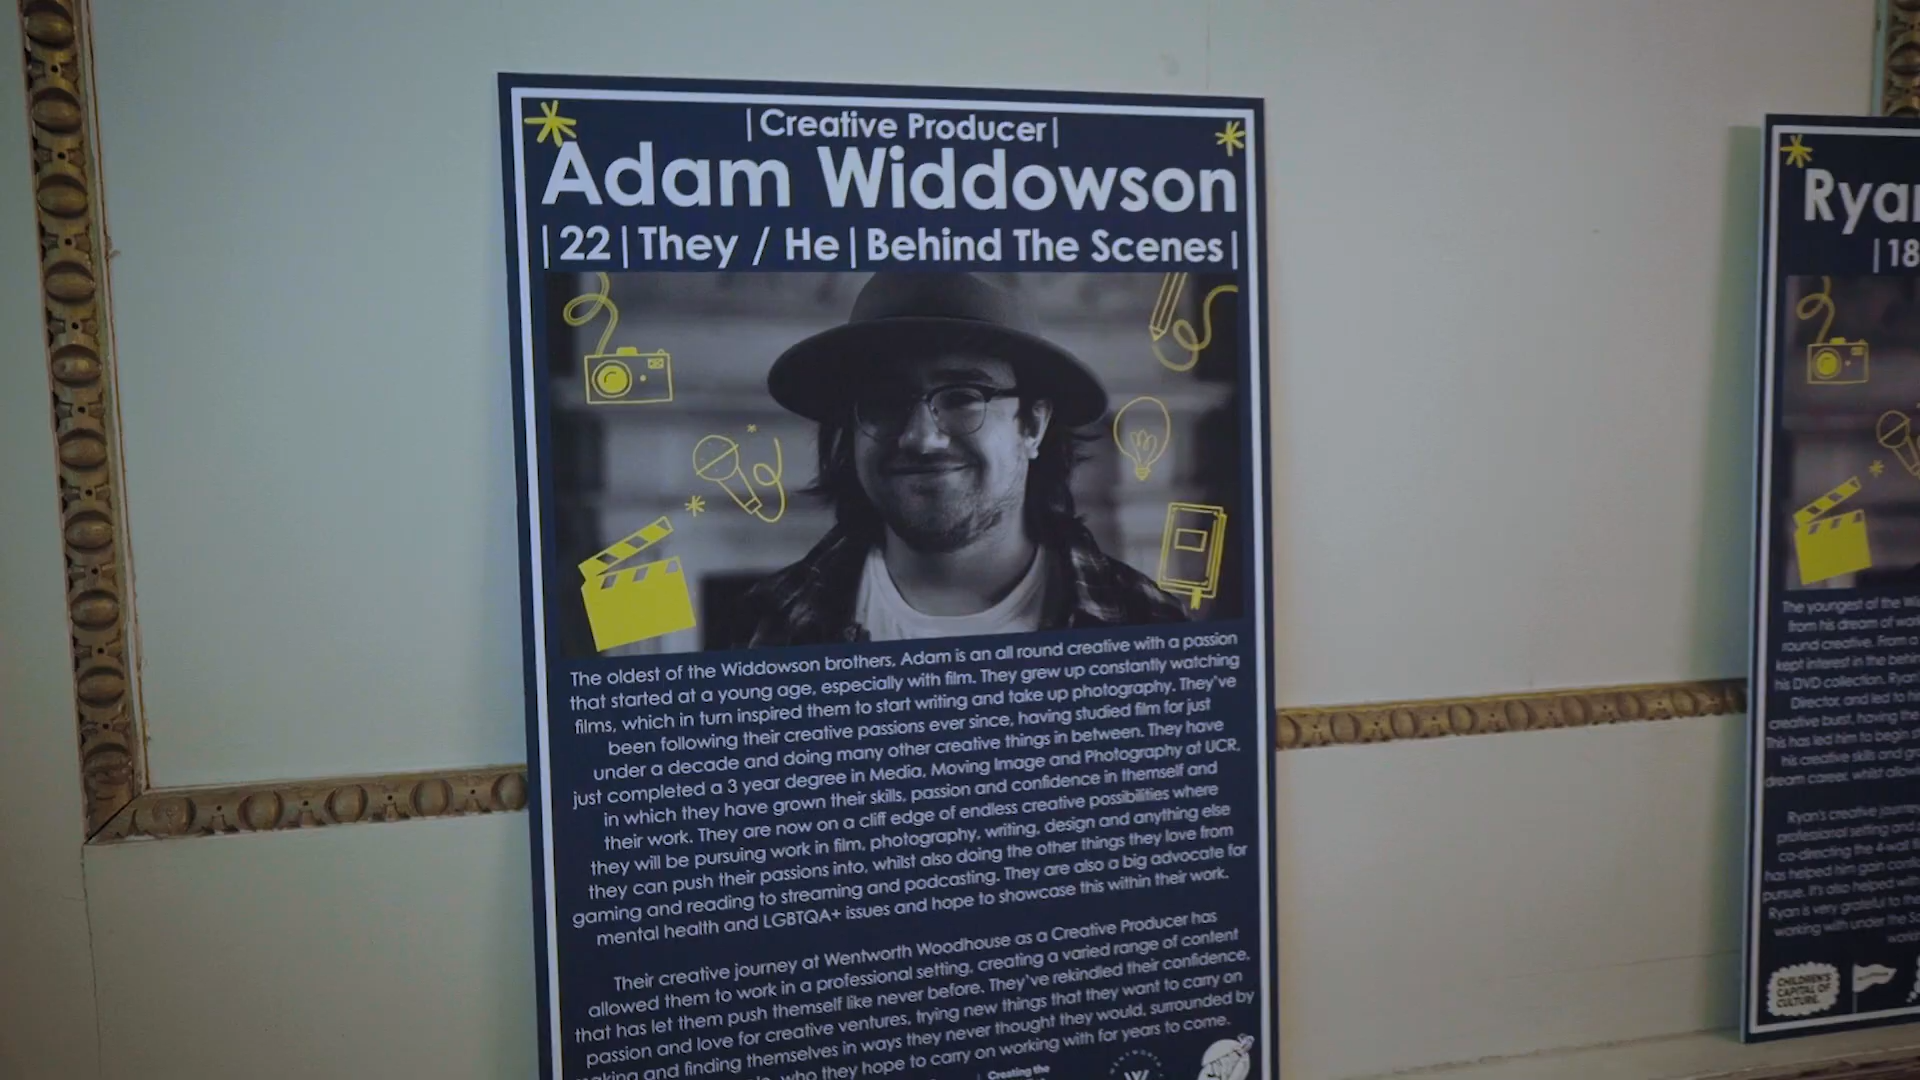 |Creative Producer|
Adam Widdowson
|22|They / He|Behind The Scenes|
The oldest of the Widdowson brothers, Adam is an all round creative with a passion
that started at a young age, especially with film. They grew up constantly watching
films, which in turn inspired them to start writing and take up photography. They've
been following their creative passions ever since, having studied film for just
under a decade and doing many other creative things in between. They have
just completed a 3 year degree in Media, Moving Image and Photography at UCR,
in which they have grown their skills, passion and confidence in themself and
their work. They are now on a cliff edge of endless creative possibilities where
they will be pursuing work in film, photography, writing, design and anything else
they can push their passions into, whilst also doing the other things they love from
gaming and reading to streaming and podcasting. They are also a big advocate for
mental health and LGBTQA+ issues and hope to showcase this within their work.
Their creative journey at Wentworth Woodhouse as a Creative Producer has
allowed them to work in a professional setting, creating a varied range of content
that has let them push themself like never before. They've rekindled their confidence,
passion and love for creative ventures, trying new things that they want to carry on
and finding themselves in ways they never thought they would, surrounded by
who they hope to carry on working with for years to come.
Creating the
|18
The youngest of the
from his dream of
round creative. From a
kept interest in the
his DVD collection. Ryan
Director, and led to
creative burst, having the
This has led him to begin
his creative skills and
dream career, whilst
Ryan's creative journey
professional setting and
co-directing the 4-wall
has helped him gain
pursue. It's also helped
Ryan is very grateful to the
working with under the
CHILDREN'S
CAPITAL OF
CULTURE